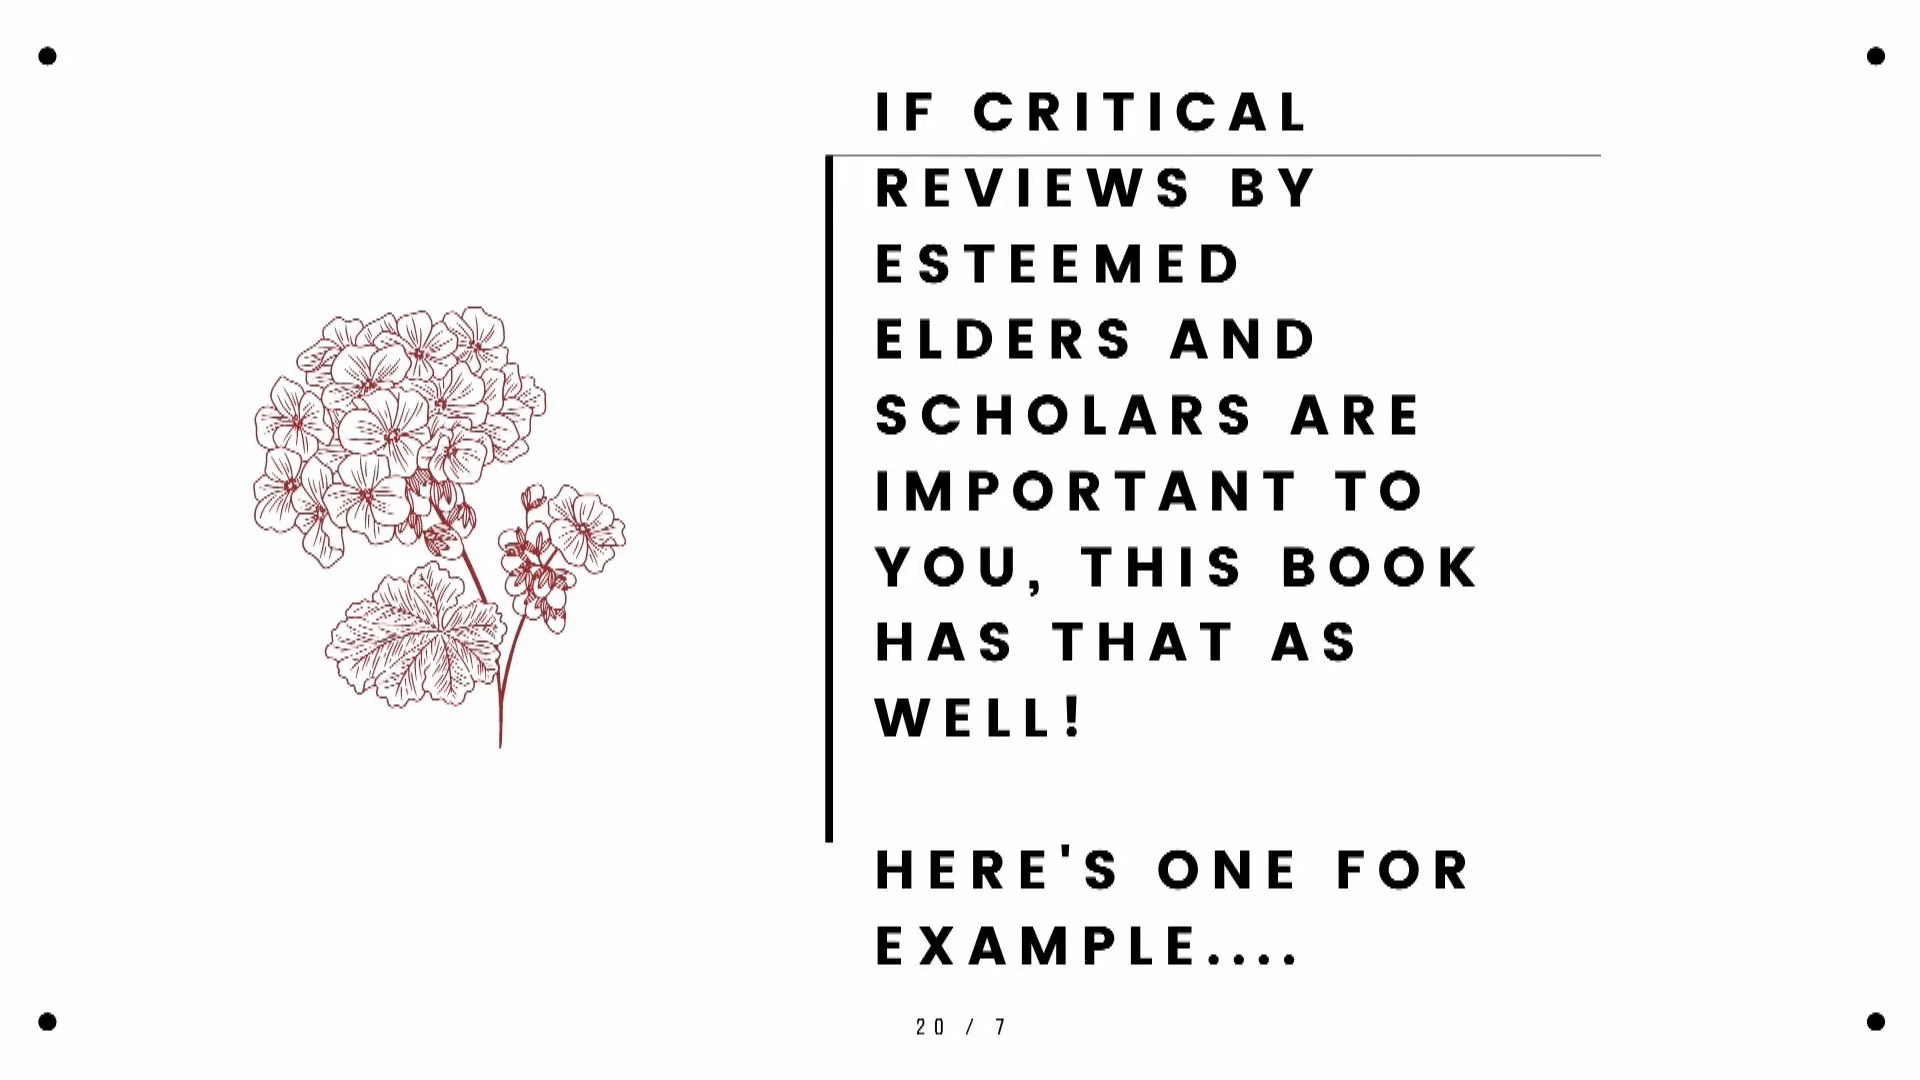 IF CRITICAL
REVIEWS BY
ESTEEMED
ELDERS AND
SCHOLARS ARE
IMPORTANT TO
YOU, THIS BOOK
HAS THAT AS
WELL!
HERE'S ONE FOR
EXAMPLE....
20 / 7